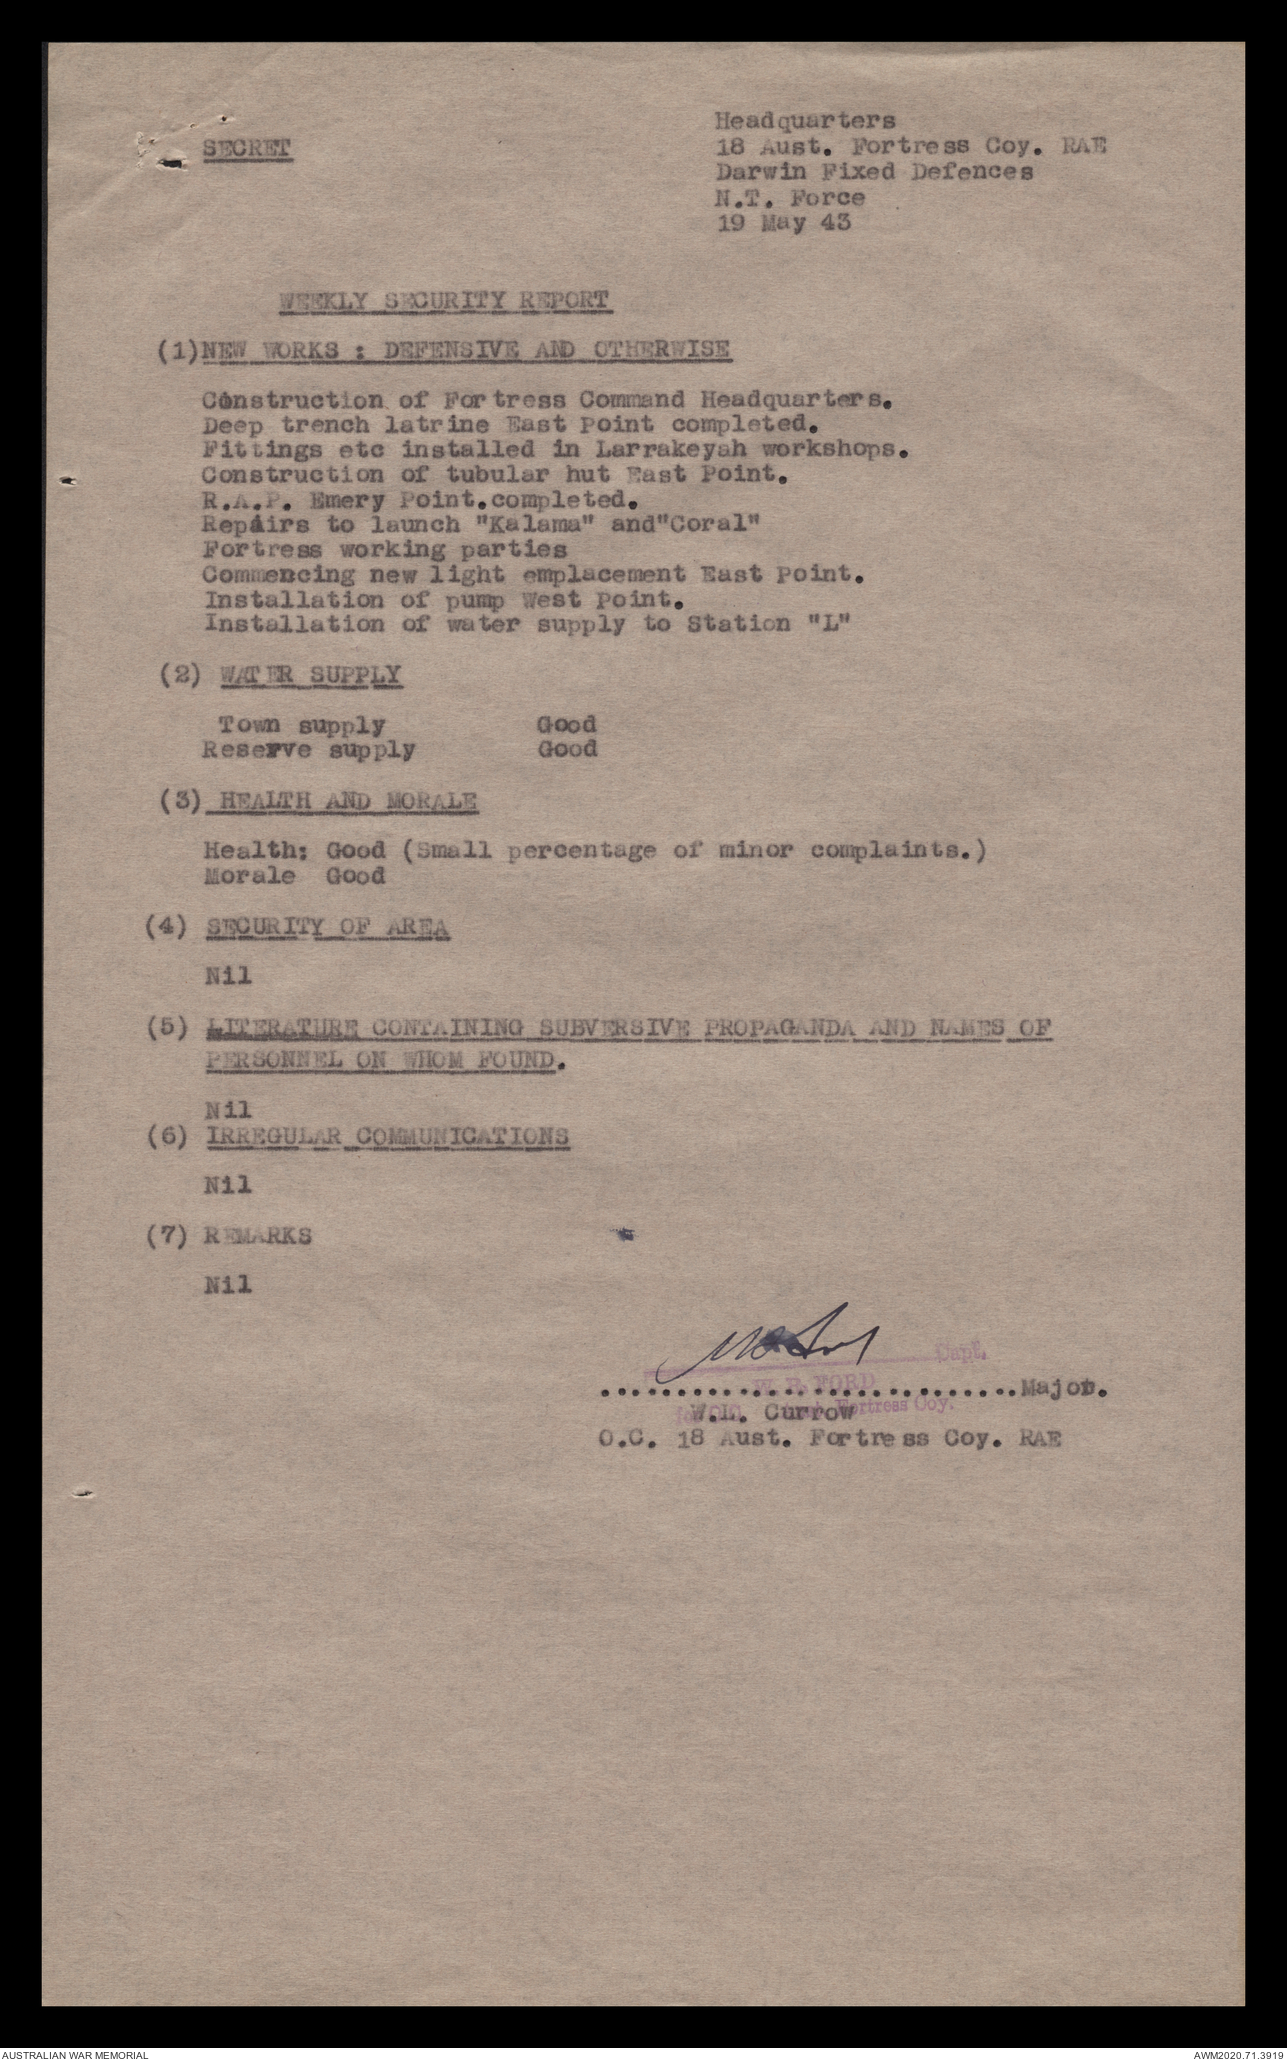 SECRET
Headquarters
18 Aust. Fortress Coy. RAE
Darwin Fixed Defences
N.T. Force
19 May 43
WEEKLY SECURITY REPORT
(1)NEW WORKS : DEFENSIVE AND OTHERWISE
Construction of Fortress Command Headquarters.
Deep trench latrine East Point completed.
Fittings etc installed in Larrakeyah workshops.
Construction of tubular hut East Point.
R.A.P. Emery Point.completed.
Repairs to launch "Kalama" and"Coral"
Fortress working parties
Commencing new light emplacement East Point.
Installation of pump West Point.
Installation of water supply to Station "L"
(2) WATER SUPPLY
Town supply Good
Reserve supply Good
(3) HEALTH AND MORALE
Health: Good (Small percentage of minor complaints.)
Morale Good
(4) SECURITY OF AREA
Nil
(5) LITERATURE CONTAINING SUBVERSIVE PROPAGANDA AND NAMES OF
PERSONNEL ON WHOM FOUND.
Nil
(6) IRREGULAR COMMUNICATIONS
Nil
(7) REMARKS
Nil
Capt.
FORD
............................Major.
Fortress Coy.
W.L. Currow
O.C. 18 Aust. Fortress Coy. RAE
AUSTRALIAN WAR MEMORIAL
AWM2020.71.3919